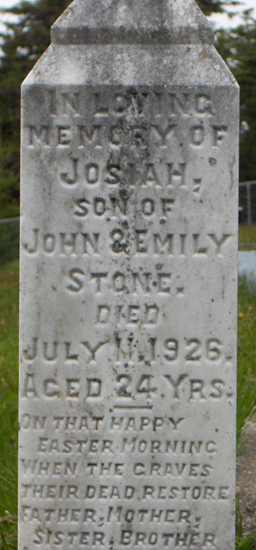 IN LOVING
MEMORY OF
JOSIAH,
SON OF
JOHN & EMILY
STONE.
DIED
JULY 11, 1926.
AGED 24 YRS.
ON THAT HAPPY
EASTER MORNING
WHEN THE GRAVES
THEIR DEAD RESTORE
FATHER, MOTHER,
SISTER, BROTHER